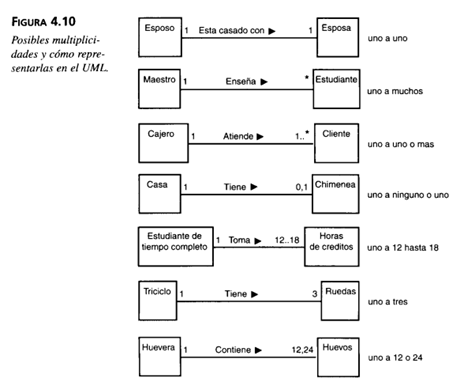 FIGURA 4.10
Posibles multiplici-
dades y cómo repre-
sentarlas en el UML.
Esposo 1 Esta casado con ▶ 1 Esposa uno a uno
Maestro 1 Enseña ▶ * Estudiante uno a muchos
Cajero 1 Atiende ▶ 1..* Cliente uno a uno o mas
Casa 1 Tiene ▶ 0,1 Chimenea uno a ninguno o uno
Estudiante de
tiempo completo 1 Toma ▶ 12..18 Horas
de creditos uno a 12 hasta 18
Triciclo 1 Tiene ▶ 3 Ruedas uno a tres
Huevera 1 Contiene ▶ 12,24 Huevos uno a 12 o 24